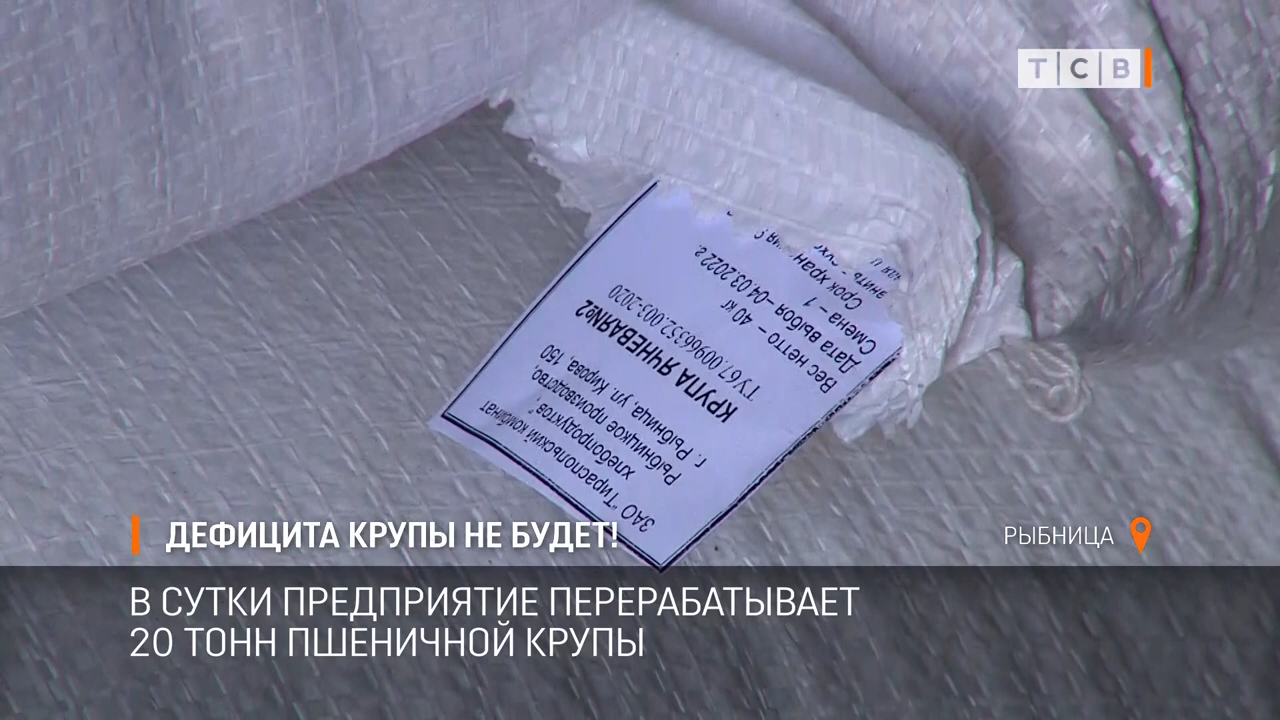 ТСВ
ЗАО "Тираспольский комбинат
хлебопродуктов",
Рыбницкое производство,
г. Рыбница, ул. Кирова, 150
КРУПА ЯЧНЕВАЯ№2
ТУ67.00966352.003-2020
Вес нетто – 40 кг
Дата выбоя –04.03.2022 г.
Смена – 1
Срок хран
ДЕФИЦИТА КРУПЫ НЕ БУДЕТ!
РЫБНИЦА
В СУТКИ ПРЕДПРИЯТИЕ ПЕРЕРАБАТЫВАЕТ
20 ТОНН ПШЕНИЧНОЙ КРУПЫ